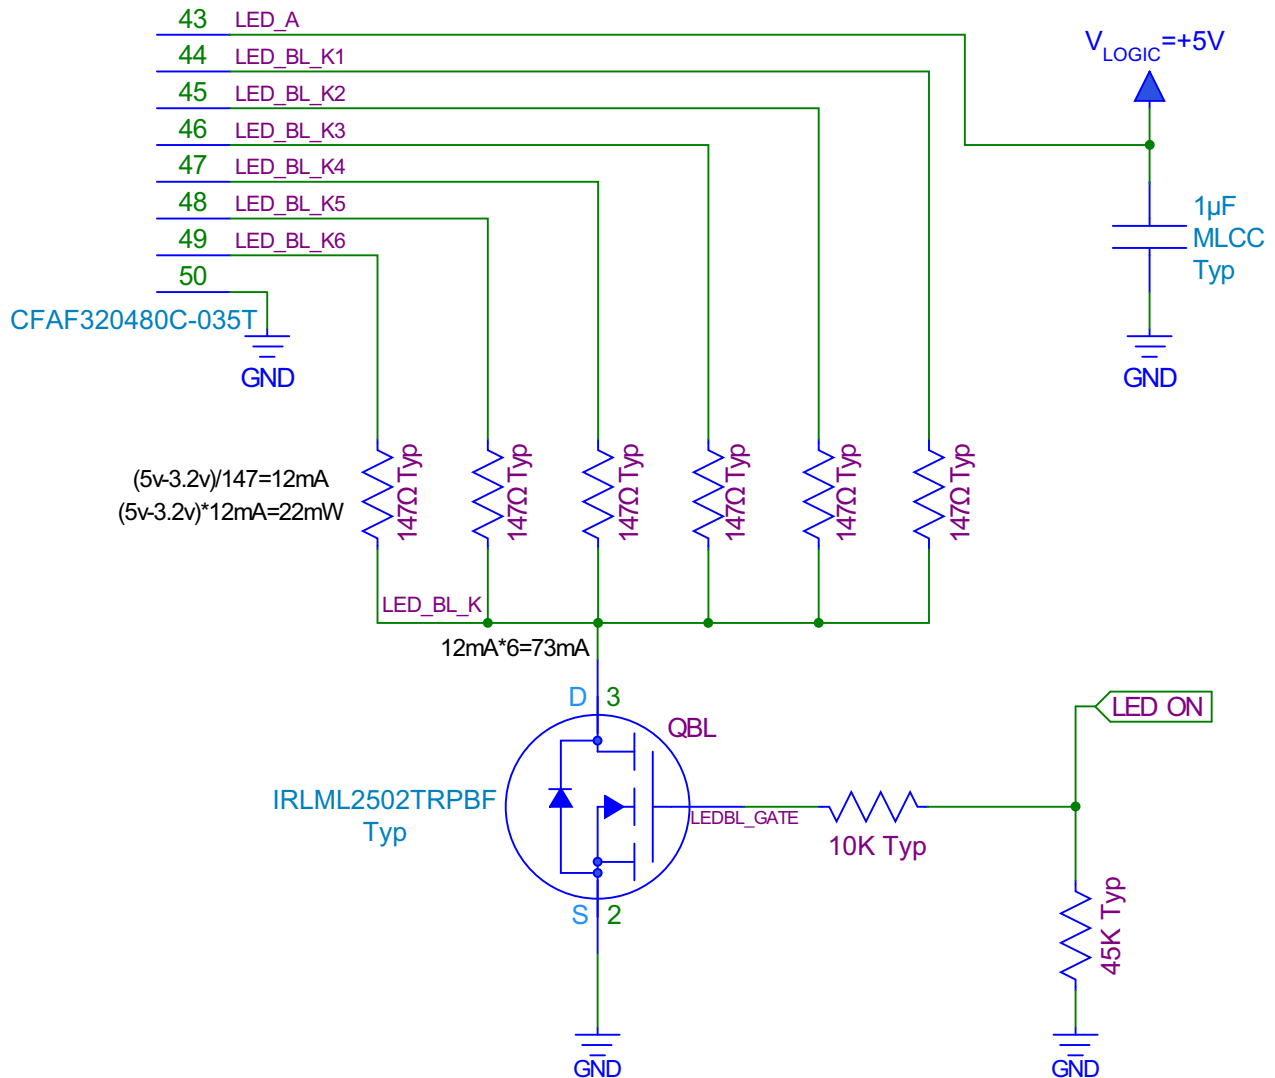 43 LED_A
44 LED_BL_K1
45 LED_BL_K2
46 LED_BL_K3
47 LED_BL_K4
48 LED_BL_K5
49 LED_BL_K6
50
CFAF320480C-035T
GND
VLOGIC=+5V
1µF
MLCC
Typ
GND
(5v-3.2v)/147=12mA
(5v-3.2v)*12mA=22mW
147Ω Typ
147Ω Typ
147Ω Typ
147Ω Typ
147Ω Typ
147Ω Typ
LED_BL_K
12mA*6=73mA
D 3
QBL
IRLML2502TRPBF
Typ
LEDBL_GATE
S 2
GND
10K Typ
LED ON
45K Typ
GND